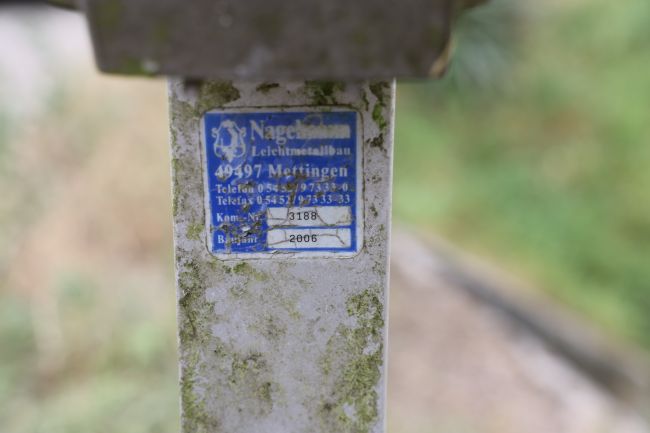 Leichtmetallbau
49497 Mettingen
Telefon 0 54 52/9 73 33-0
Telefax 0 54 52/9 73 33-33
Kom.-Nr. 3188
Baujahr 2006